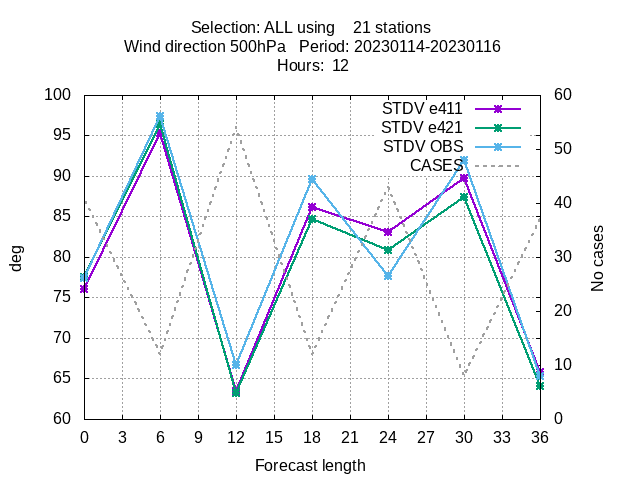 Selection: ALL using    21 stations
Wind direction 500hPa   Period: 20230114-20230116
Hours:  12
100 60
STDV e411
95 STDV e421 50
STDV OBS
90 CASES
85 40
deg 80 30 No cases
75
70 20
65 10
60 0
0 3 6 9 12 15 18 21 24 27 30 33 36
Forecast length